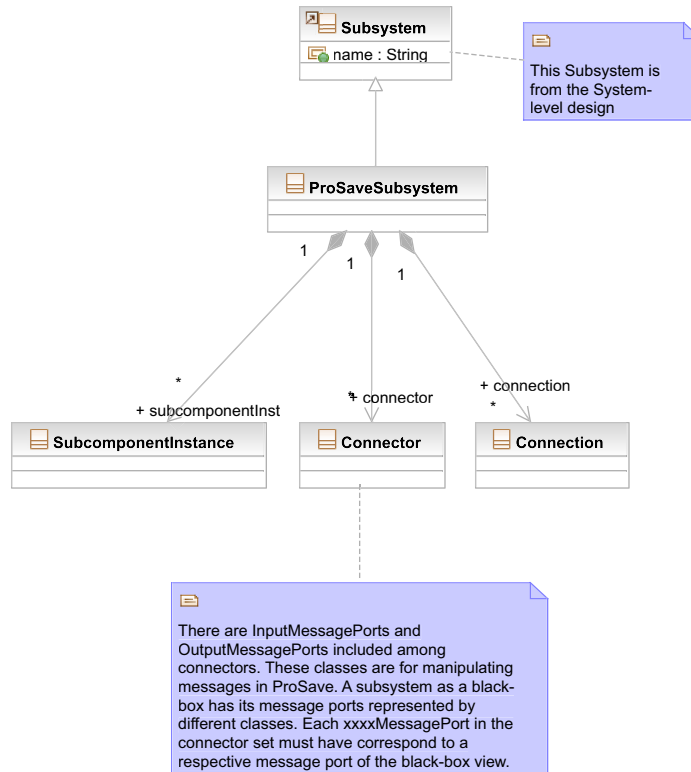 Subsystem
name : String
This Subsystem is
from the System-
level design
ProSaveSubsystem
1
1
1
*
+ subcomponentInst
*
+ connector
+ connection
*
SubcomponentInstance
Connector
Connection
There are InputMessagePorts and
OutputMessagePorts included among
connectors. These classes are for manipulating
messages in ProSave. A subsystem as a black-
box has its message ports represented by
different classes. Each xxxxMessagePort in the
connector set must have correspond to a
respective message port of the black-box view.